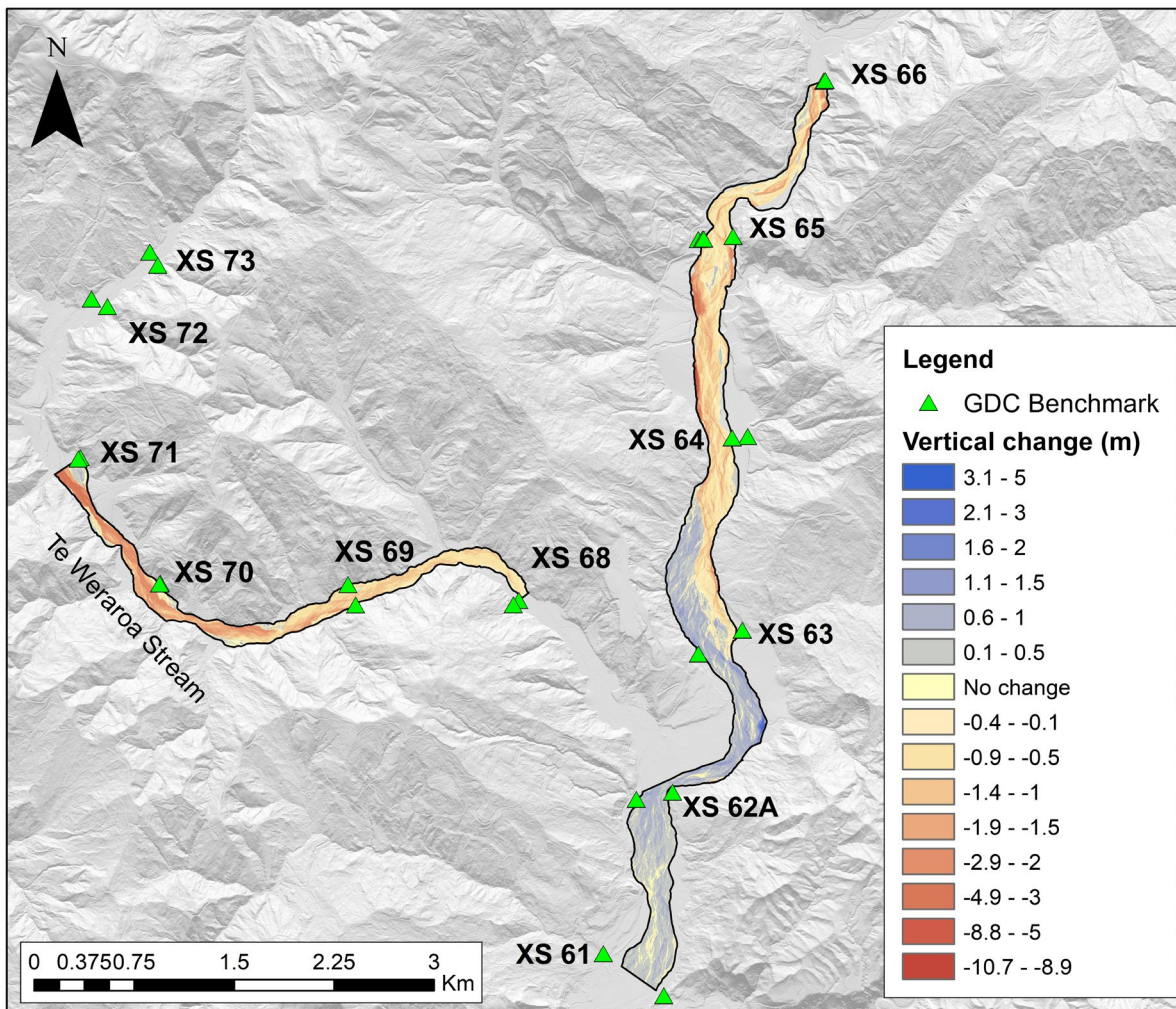 N
XS 66
XS 65
XS 73
XS 72
XS 64
XS 71
XS 69
XS 68
XS 70
XS 63
Te Weraroa Stream
XS 62A
XS 61
0 0.375 0.75 1.5 2.25 3
Km
Legend
GDC Benchmark
Vertical change (m)
3.1 - 5
2.1 - 3
1.6 - 2
1.1 - 1.5
0.6 - 1
0.1 - 0.5
No change
-0.4 - -0.1
-0.9 - -0.5
-1.4 - -1
-1.9 - -1.5
-2.9 - -2
-4.9 - -3
-8.8 - -5
-10.7 - -8.9